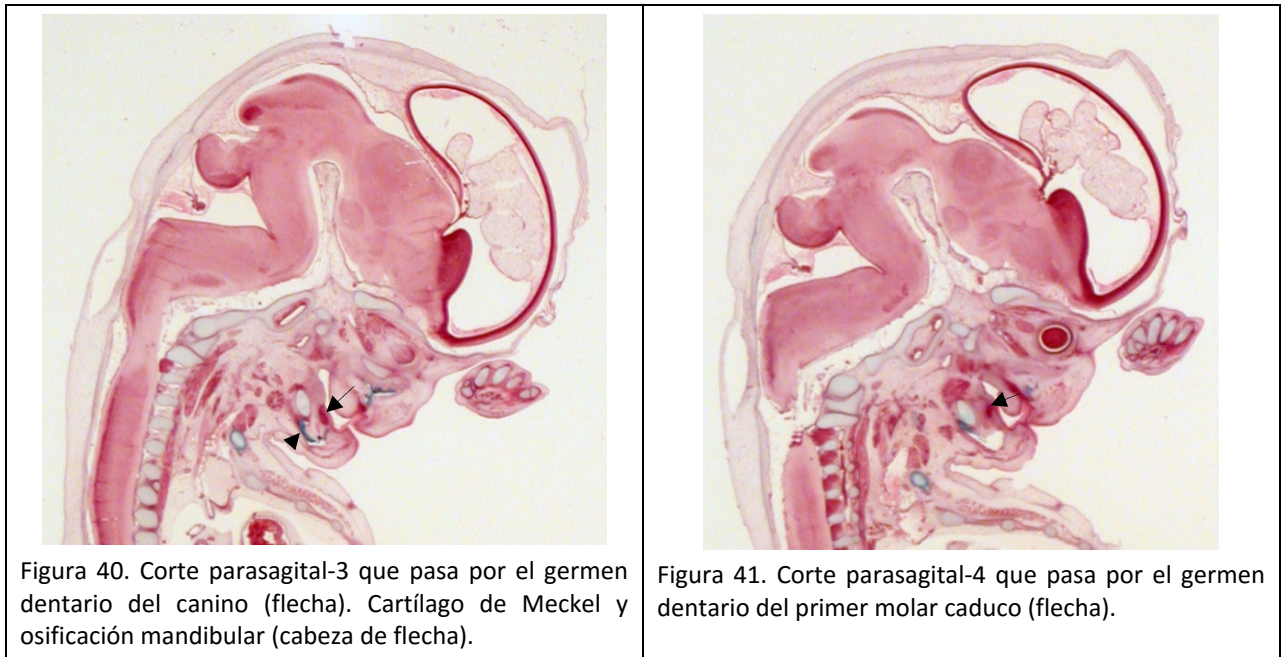 Figura 40. Corte parasagital-3 que pasa por el germen
dentario del canino (flecha). Cartílago de Meckel y
osificación mandibular (cabeza de flecha).
Figura 41. Corte parasagital-4 que pasa por el germen
dentario del primer molar caduco (flecha).